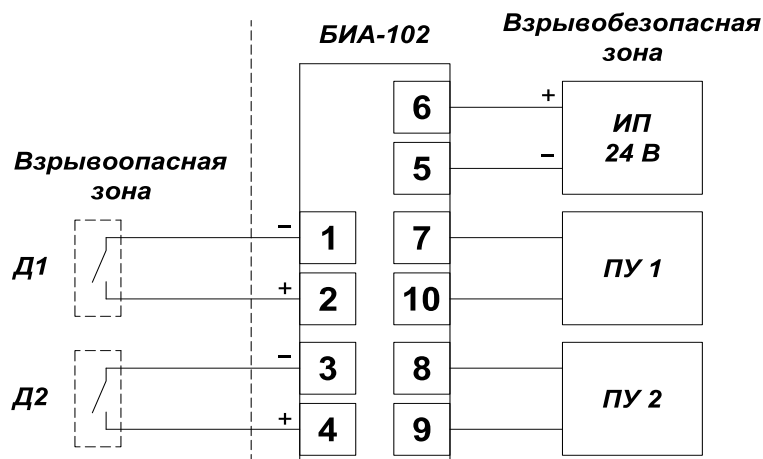 БИА-102
Взрывобезопасная
зона
6
+
ИП
24 В
5
–
Взрывоопасная
зона
Д1
–
1
+
2
7
10
ПУ 1
Д2
–
3
+
4
8
9
ПУ 2